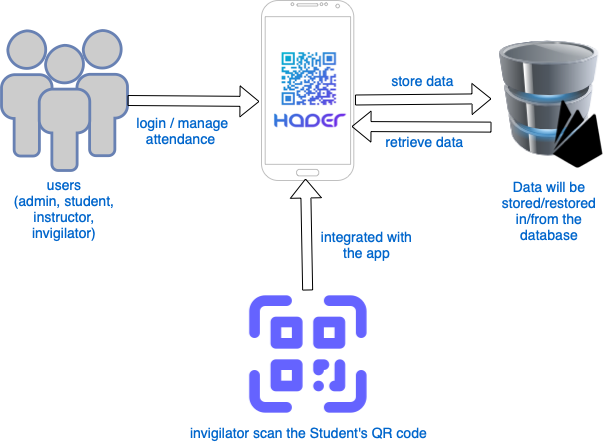 HADER
login / manage
attendance
store data
retrieve data
users
(admin, student,
instructor,
invigilator)
Data will be
stored/restored
in/from the
database
integrated with
the app
invigilator scan the Student's QR code